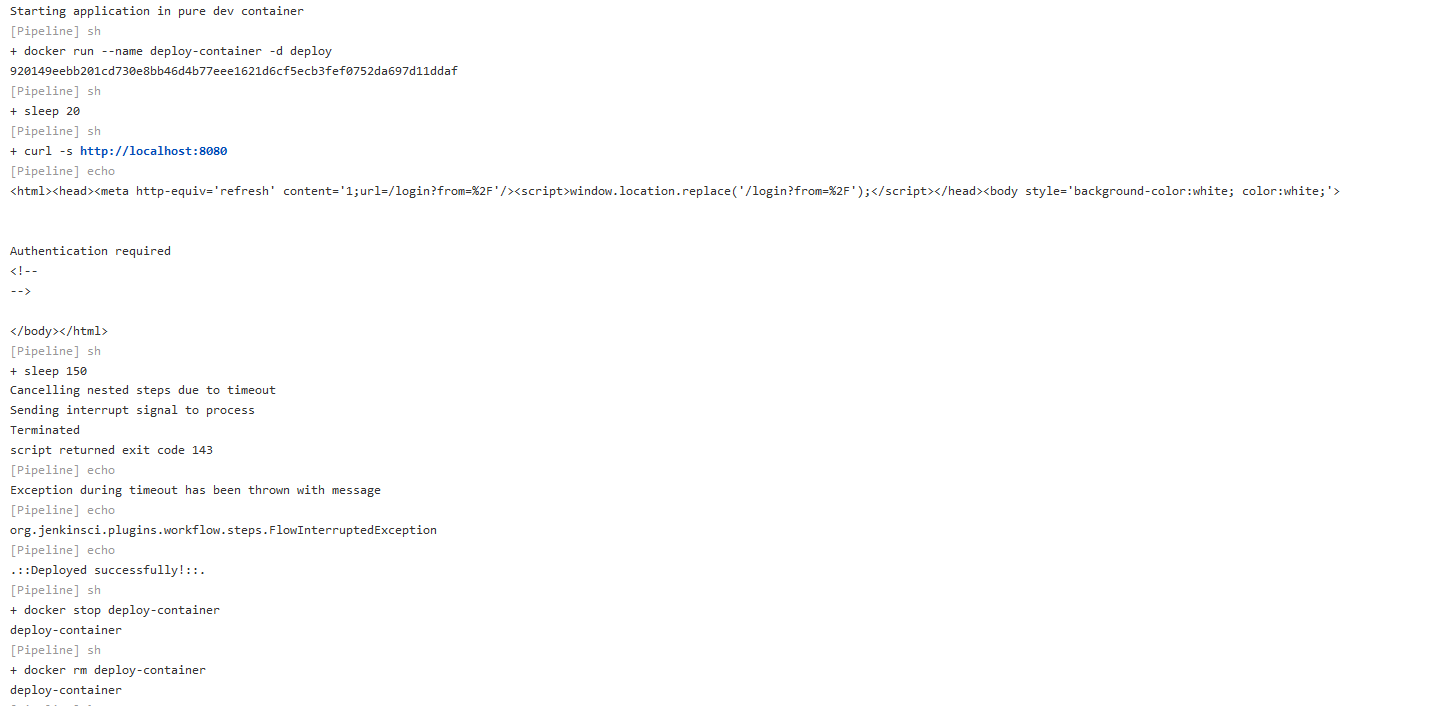 Starting application in pure dev container
[Pipeline] sh
+ docker run --name deploy-container -d deploy
920149eebb201cd730e8bb46d4b77eee1621d6cf5ecb3fef0752da697d11ddaf
[Pipeline] sh
+ sleep 20
[Pipeline] sh
+ curl -s http://localhost:8080
[Pipeline] echo
<html><head><meta http-equiv='refresh' content='1;url=/login?from=%2F'/><script>window.location.replace('/login?from=%2F');</script></head><body style='background-color:white; color:white;'>
Authentication required
<!--
-->
</body></html>
[Pipeline] sh
+ sleep 150
Cancelling nested steps due to timeout
Sending interrupt signal to process
Terminated
script returned exit code 143
[Pipeline] echo
Exception during timeout has been thrown with message
[Pipeline] echo
org.jenkinsci.plugins.workflow.steps.FlowInterruptedException
[Pipeline] echo
.::Deployed successfully!::.
[Pipeline] sh
+ docker stop deploy-container
deploy-container
[Pipeline] sh
+ docker rm deploy-container
deploy-container